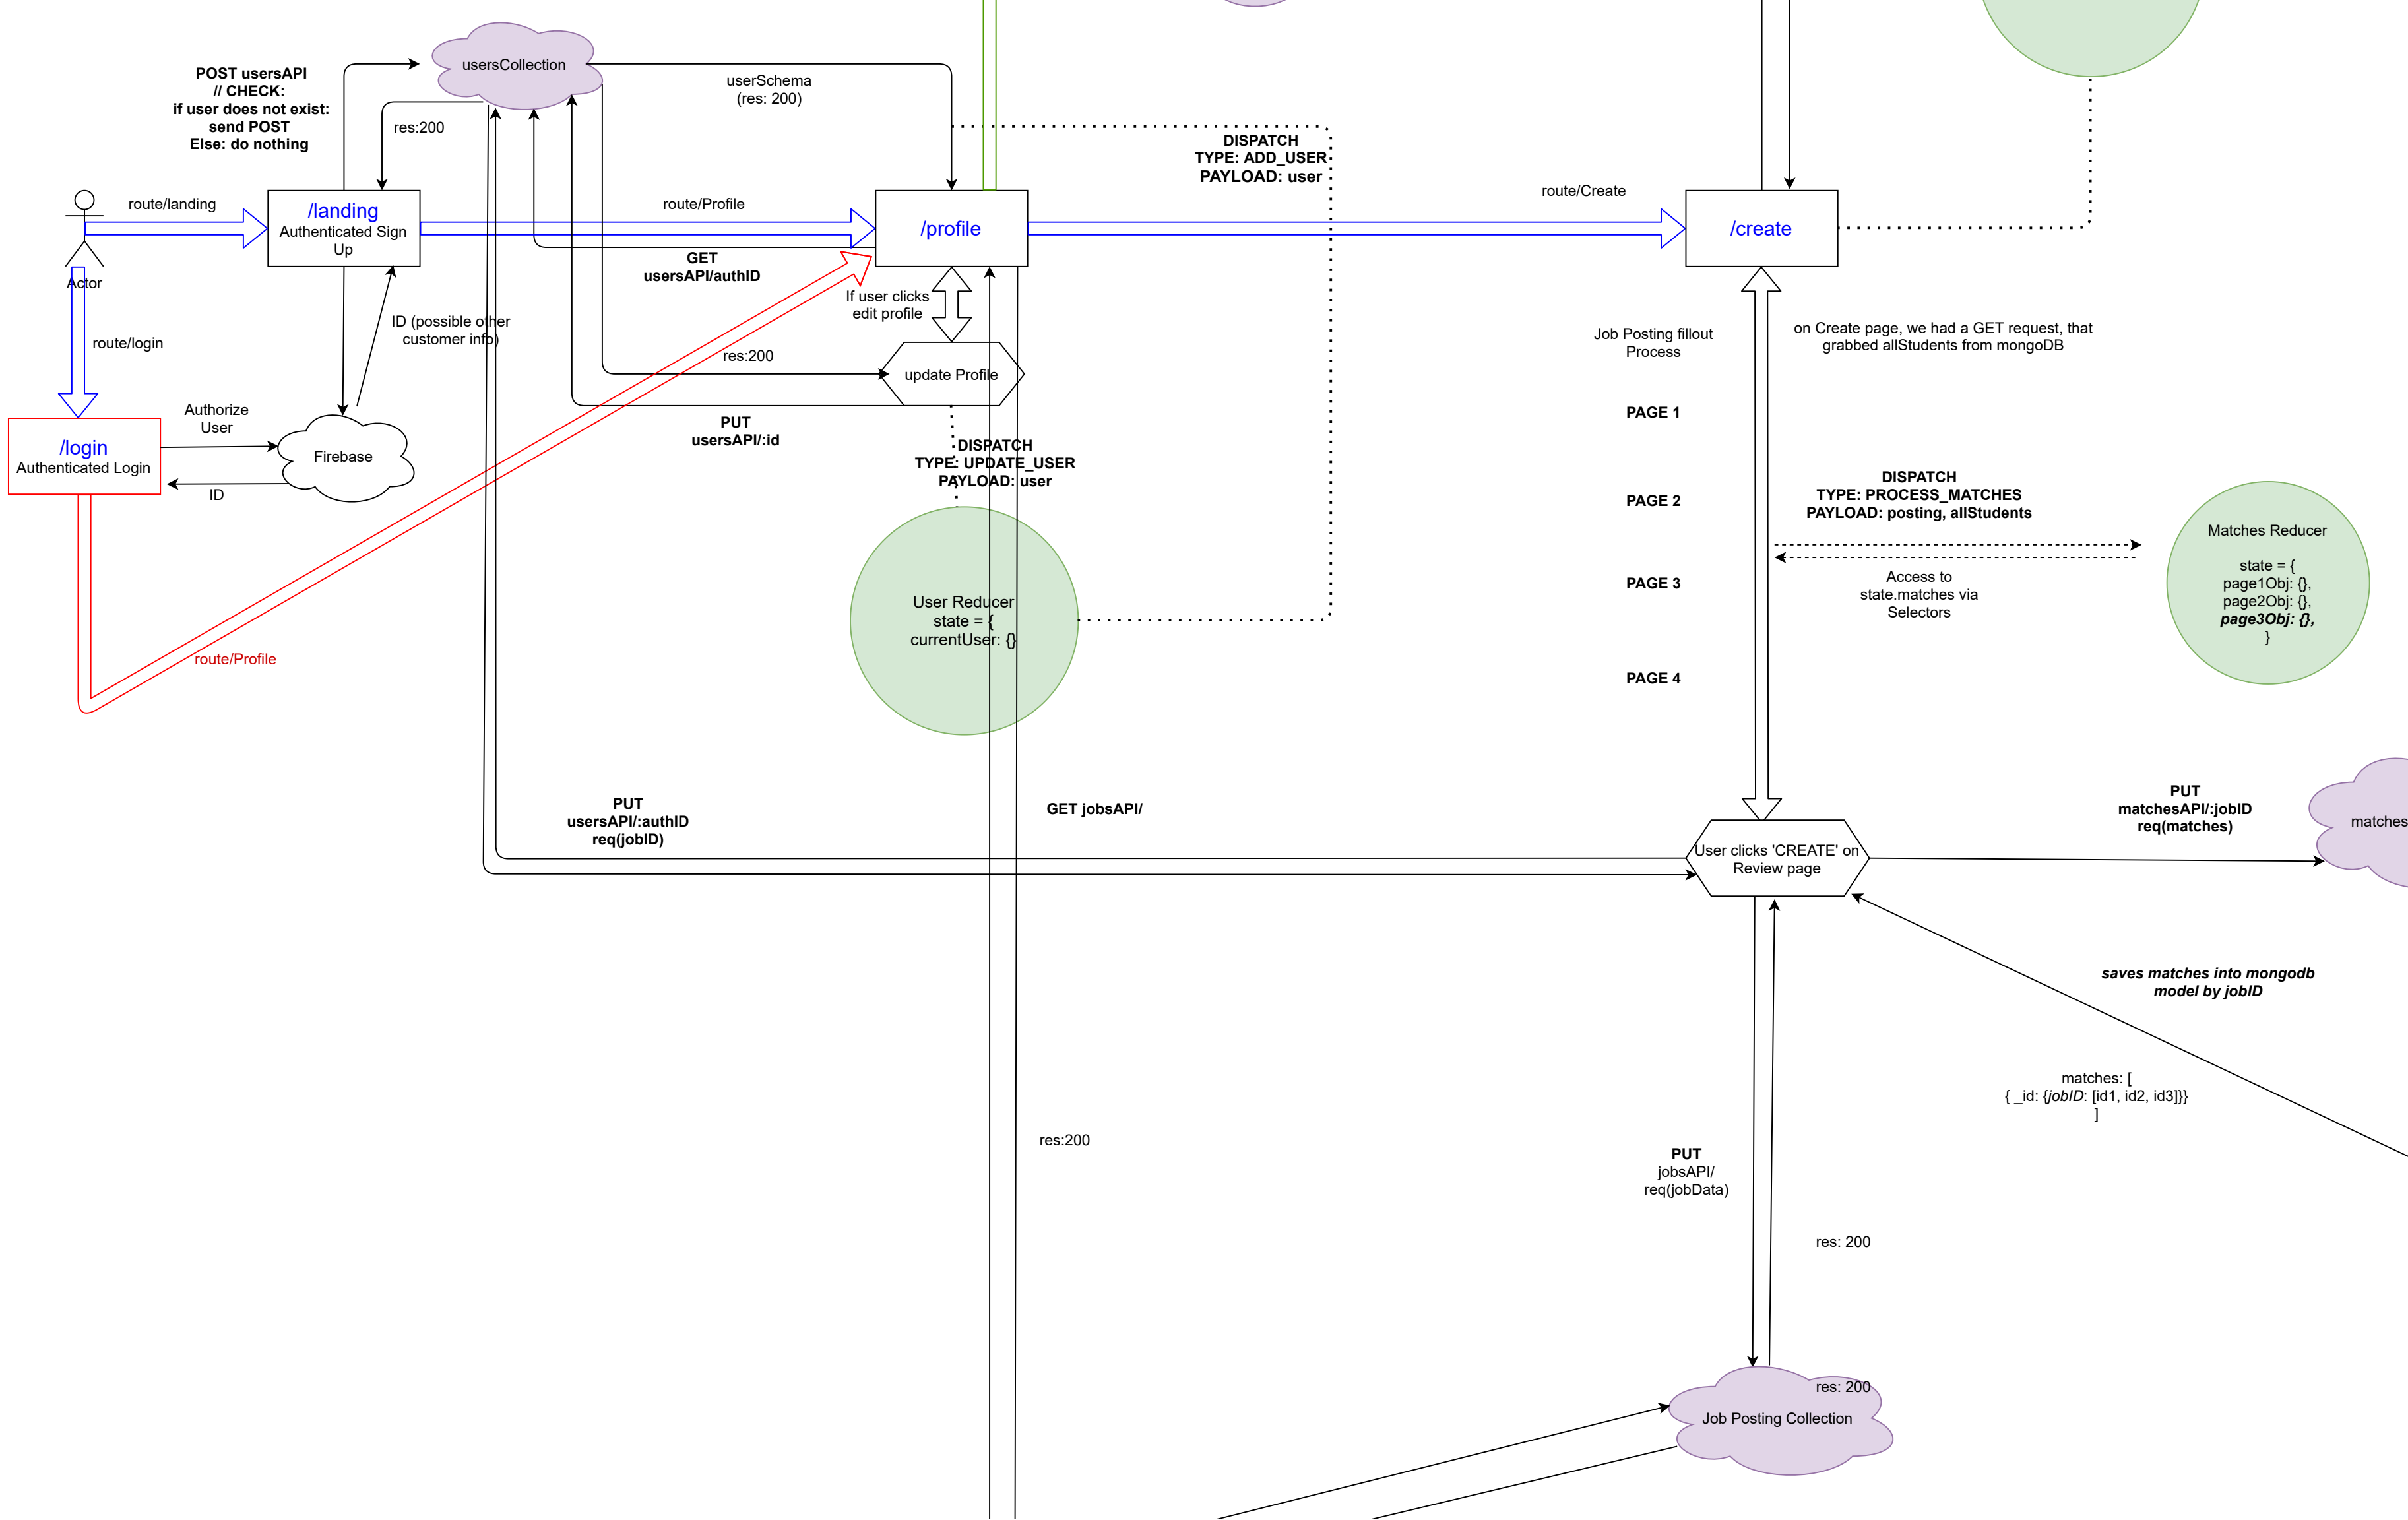 usersCollection
POST usersAPI
// CHECK:
if user does not exist:
send POST
Else: do nothing
res:200
userSchema
(res: 200)
DISPATCH
TYPE: ADD_USER
PAYLOAD: user
route/landing
/landing
Authenticated Sign
Up
route/Profile
/profile
route/Create
/create
Actor
GET
usersAPI/authID
If user clicks
edit profile
ID (possible other
customer info)
route/login
res:200
update Profile
Job Posting fillout
Process
on Create page, we had a GET request, that
grabbed allStudents from mongoDB
/login
Authenticated Login
Authorize
User
Firebase
ID
PUT
usersAPI/:id
DISPATCH
TYPE: UPDATE_USER
PAYLOAD: user
PAGE 1
PAGE 2
PAGE 3
PAGE 4
DISPATCH
TYPE: PROCESS_MATCHES
PAYLOAD: posting, allStudents
Access to
state.matches via
Selectors
Matches Reducer
state = {
page1Obj: {},
page2Obj: {},
page3Obj: {},
}
User Reducer
state = {
currentUser: {}
route/Profile
PUT
usersAPI/:authID
req(jobID)
GET jobsAPI/
User clicks 'CREATE' on
Review page
PUT
matchesAPI/:jobID
req(matches)
matches
saves matches into mongodb
model by jobID
matches: [
{ _id: {jobID: [id1, id2, id3]}}
]
res:200
PUT
jobsAPI/
req(jobData)
res: 200
res: 200
Job Posting Collection